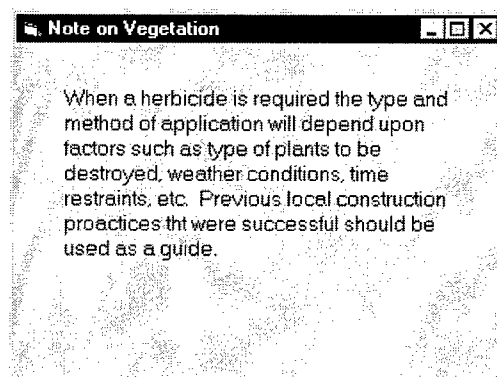 Note on Vegetation
When a herbicide is required the type and
method of application will depend upon
factors such as type of plants to be
destroyed, weather conditions, time
restraints, etc.  Previous local construction
proactices tht were successful should be
used as a guide.